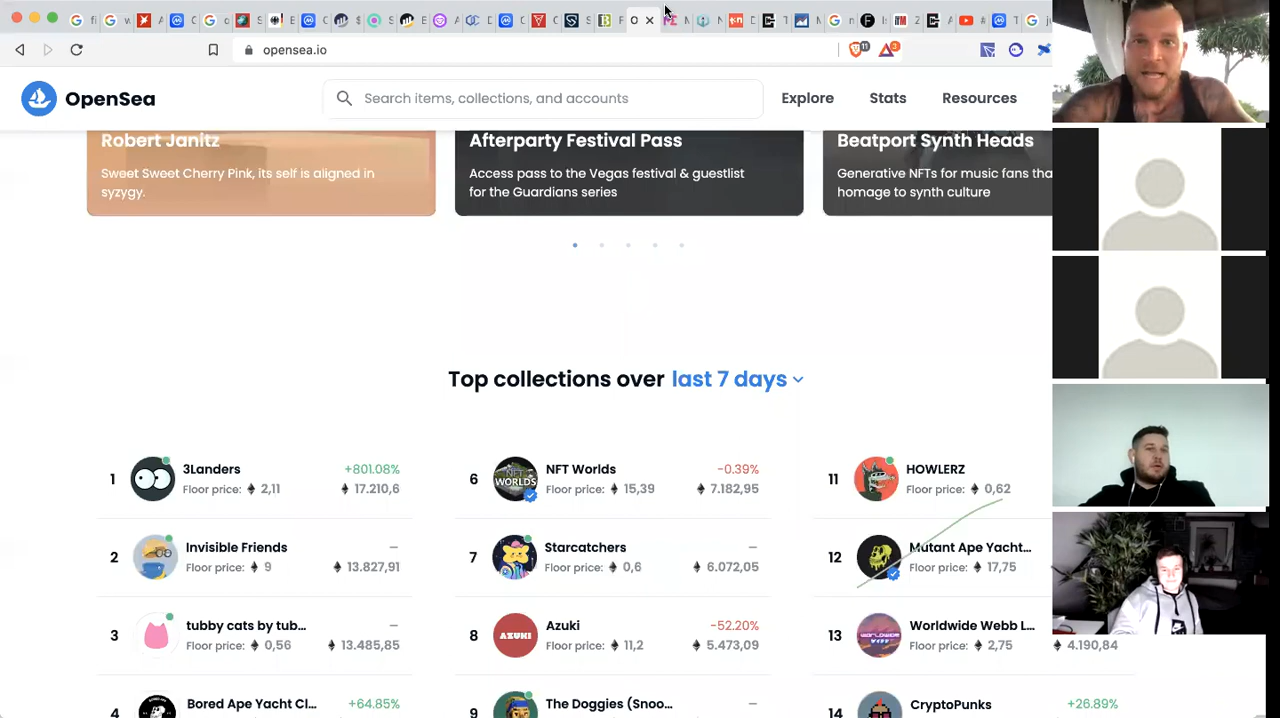 opensea.io
11
3
OpenSea
Search items, collections, and accounts
Explore
Stats
Resources
Robert Janitz
Sweet Sweet Cherry Pink, its self is aligned in
syzygy.
Afterparty Festival Pass
Access pass to the Vegas festival & guestlist
for the Guardians series
Beatport Synth Heads
Generative NFTs for music fans tha
homage to synth culture
Top collections over last 7 days
1
3Landers
+801.08%
Floor price: 2,11
17.210,6
2
Invisible Friends
—
Floor price: 9
13.827,91
3
tubby cats by tub...
—
Floor price: 0,56
13.485,85
4
Bored Ape Yacht Cl...
+64.85%
6
NFT WORLDS
NFT Worlds
-0.39%
Floor price: 15,39
7.182,95
7
Starcatchers
—
Floor price: 0,6
6.072,05
8
AZUKI
Azuki
-52.20%
Floor price: 11,2
5.473,09
9
The Doggies (Snoo...
—
11
HOWLERZ
Floor price: 0,62
12
Mutant Ape Yacht...
Floor price: 17,75
13
Worldwide Webb L...
Floor price: 2,75
4.190,84
14
CryptoPunks
+26.89%